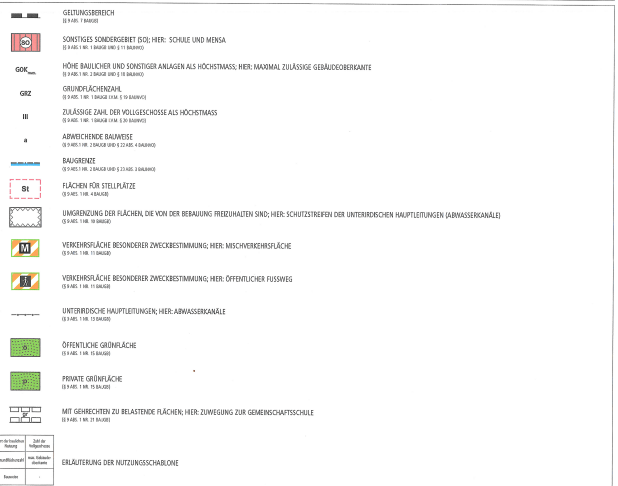 GELTUNGSBEREICH
(§ 9 ABS. 7 BAUGB)
SO
SONSTIGES SONDERGEBIET (SO); HIER: SCHULE UND MENSA
(§ 9 ABS.1 NR. 1 BAUGB UND § 11 BAUNVO)
GOK
HÖHE BAULICHER UND SONSTIGER ANLAGEN ALS HÖCHSTMASS; HIER: MAXIMAL ZULÄSSIGE GEBÄUDEOBERKANTE
(§ 9 ABS.1 NR. 2 BAUGB UND § 18 BAUNVO)
GRZ
GRUNDFLÄCHENZAHL
(§ 9 ABS. 1 NR. 1 BAUGB I.V.M. § 19 BAUNVO)
III
ZULÄSSIGE ZAHL DER VOLLGESCHOSSE ALS HÖCHSTMASS
(§ 9 ABS. 1 NR. 1 BAUGB I.V.M. § 20 BAUNVO)
a
ABWEICHENDE BAUWEISE
(§ 9 ABS.1 NR. 2 BAUGB UND § 22 ABS. 4 BAUNVO)
BAUGRENZE
(§ 9 ABS.1 NR. 2 BAUGB UND § 23 ABS. 3 BAUNVO)
St
FLÄCHEN FÜR STELLPLÄTZE
(§ 9 ABS. 1 NR. 4 BAUGB)
UMGRENZUNG DER FLÄCHEN, DIE VON DER BEBAUUNG FREIZUHALTEN SIND; HIER: SCHUTZSTREIFEN DER UNTERIRDISCHEN HAUPTLEITUNGEN (ABWASSERKANÄLE)
(§ 9 ABS. 1 NR. 10 BAUGB)
M
VERKEHRSFLÄCHE BESONDERER ZWECKBESTIMMUNG; HIER: MISCHVERKEHRSFLÄCHE
(§ 9 ABS. 1 NR. 11 BAUGB)
VERKEHRSFLÄCHE BESONDERER ZWECKBESTIMMUNG; HIER: ÖFFENTLICHER FUSSWEG
(§ 9 ABS. 1 NR. 11 BAUGB)
UNTERIRDISCHE HAUPTLEITUNGEN; HIER: ABWASSERKANÄLE
(§ 9 ABS. 1 NR. 13 BAUGB)
ÖFFENTLICHE GRÜNFLÄCHE
(§ 9 ABS. 1 NR. 15 BAUGB)
PRIVATE GRÜNFLÄCHE
(§ 9 ABS. 1 NR. 15 BAUGB)
gr
MIT GEHRECHTEN ZU BELASTENDE FLÄCHEN; HIER: ZUWEGUNG ZUR GEMEINSCHAFTSSCHULE
(§ 9 ABS. 1 NR. 21 BAUGB)
Zahl der
Nutzung Vollgeschosse
Bauweise -
ERLÄUTERUNG DER NUTZUNGSSCHABLONE